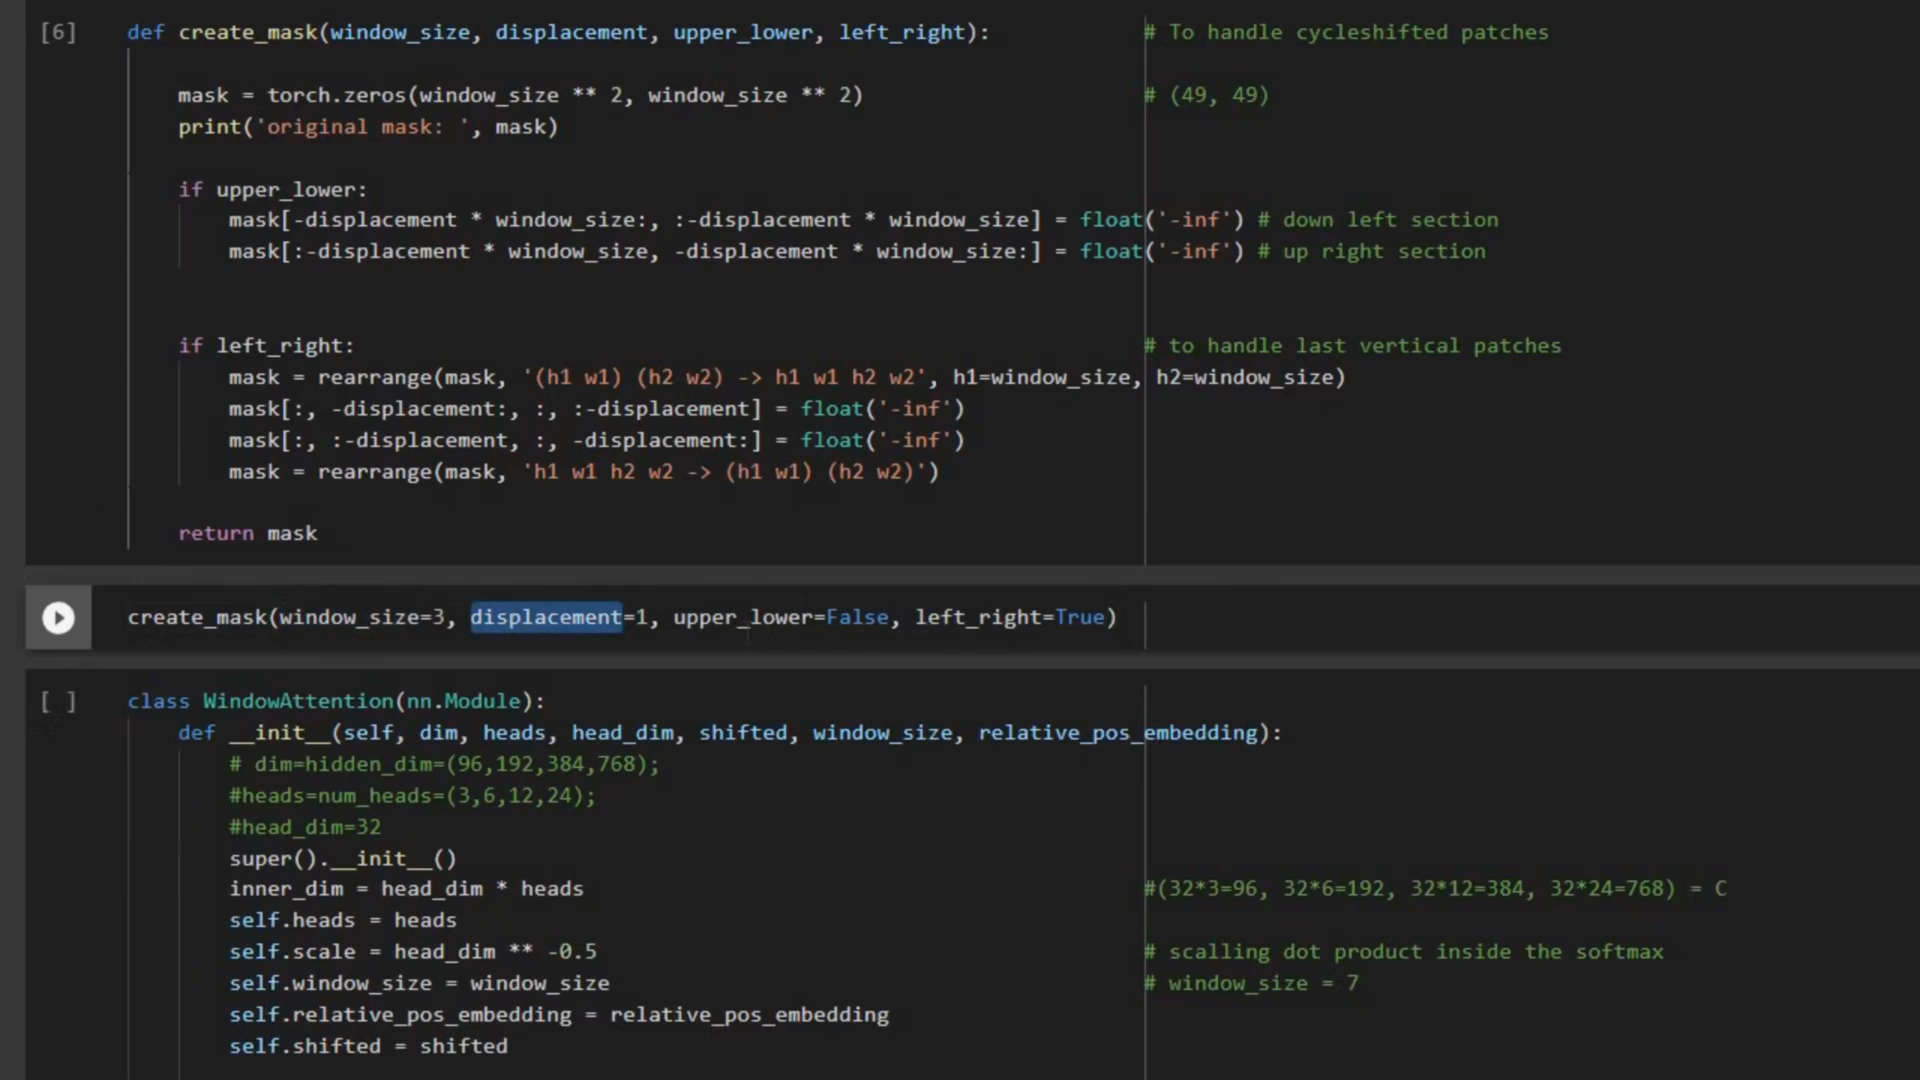 [6] def create_mask(window_size, displacement, upper_lower, left_right): # To handle cycleshifted patches
mask = torch.zeros(window_size ** 2, window_size ** 2) # (49, 49)
print('original mask: ', mask)
if upper_lower:
mask[-displacement * window_size:, :-displacement * window_size] = float('-inf') # down left section
mask[:-displacement * window_size, -displacement * window_size:] = float('-inf') # up right section
if left_right: # to handle last vertical patches
mask = rearrange(mask, '(h1 w1) (h2 w2) -> h1 w1 h2 w2', h1=window_size, h2=window_size)
mask[:, -displacement:, :, :-displacement] = float('-inf')
mask[:, :-displacement, :, -displacement:] = float('-inf')
mask = rearrange(mask, 'h1 w1 h2 w2 -> (h1 w1) (h2 w2)')
return mask
create_mask(window_size=3, displacement=1, upper_lower=False, left_right=True)
[ ] class WindowAttention(nn.Module):
def __init__(self, dim, heads, head_dim, shifted, window_size, relative_pos_embedding):
# dim=hidden_dim=(96,192,384,768);
#heads=num_heads=(3,6,12,24);
#head_dim=32
super().__init__()
inner_dim = head_dim * heads #(32*3=96, 32*6=192, 32*12=384, 32*24=768) = C
self.heads = heads
self.scale = head_dim ** -0.5 # scalling dot product inside the softmax
self.window_size = window_size # window_size = 7
self.relative_pos_embedding = relative_pos_embedding
self.shifted = shifted